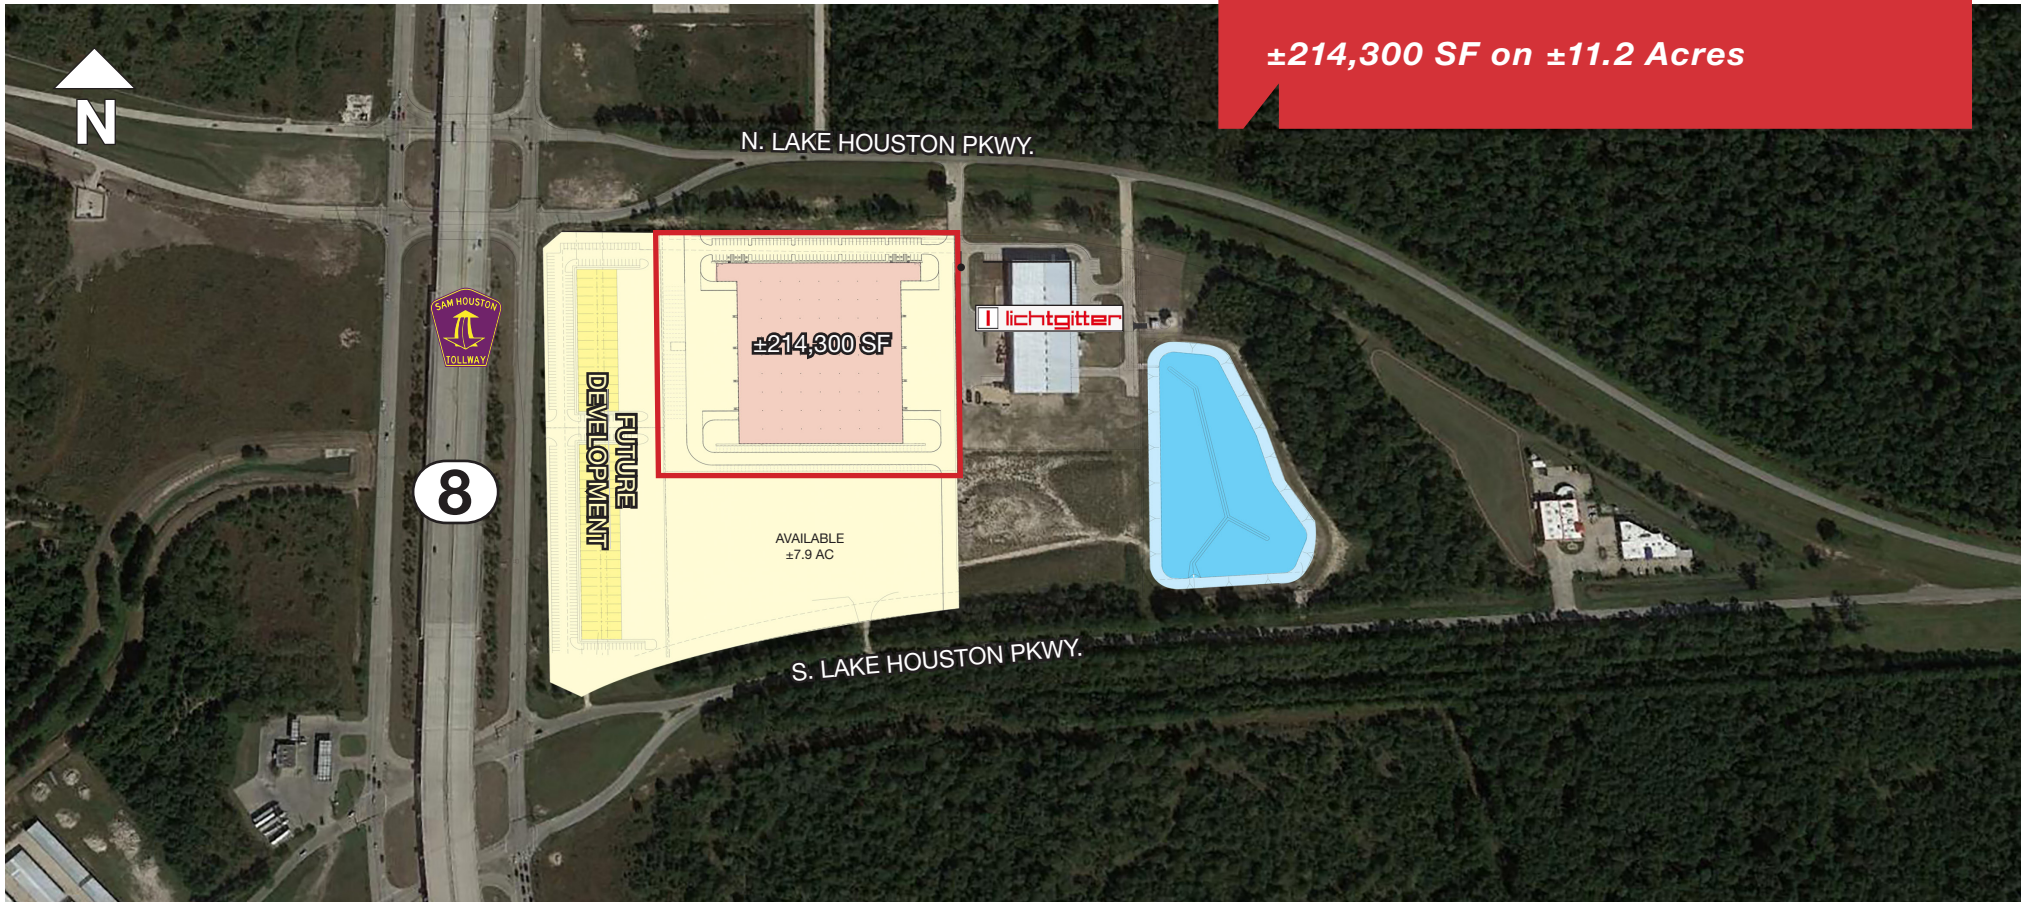 ±214,300 SF on ±11.2 Acres
N
N. LAKE HOUSTON PKWY.
SAM HOUSTON
TOLLWAY
±214,300 SF
lichtgitter
8
FUTURE
DEVELOPMENT
AVAILABLE
±7.9 AC
S. LAKE HOUSTON PKWY.